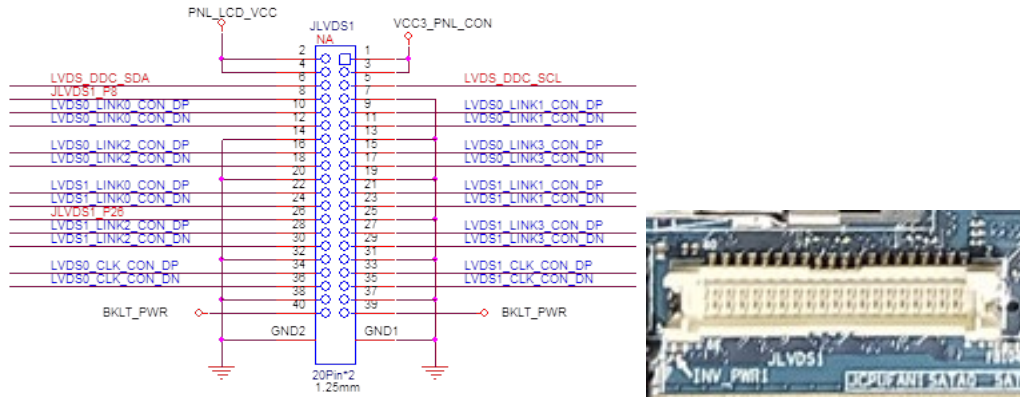 PNL_LCD_VCC
VCC3_PNL_CON
JLVDS1
NA
2 1
4 3
LVDS_DDC_SDA 6 5 LVDS_DDC_SCL
JLVDS1_P8 8 7
LVDS0_LINK0_CON_DP 10 9 LVDS0_LINK1_CON_DP
LVDS0_LINK0_CON_DN 12 11 LVDS0_LINK1_CON_DN
14 13
LVDS0_LINK2_CON_DP 16 15 LVDS0_LINK3_CON_DP
LVDS0_LINK2_CON_DN 18 17 LVDS0_LINK3_CON_DN
20 19
LVDS1_LINK0_CON_DP 22 21 LVDS1_LINK1_CON_DP
LVDS1_LINK0_CON_DN 24 23 LVDS1_LINK1_CON_DN
JLVDS1_P26 26 25
LVDS1_LINK2_CON_DP 28 27 LVDS1_LINK3_CON_DP
LVDS1_LINK2_CON_DN 30 29 LVDS1_LINK3_CON_DN
32 31
LVDS0_CLK_CON_DP 34 33 LVDS1_CLK_CON_DP
LVDS0_CLK_CON_DN 36 35 LVDS1_CLK_CON_DN
38 37
BKLT_PWR 40 39 BKLT_PWR
GND2 GND1
20Pin*2
1.25mm
JLVDS1
INV_PWR1
JCPUFAN1 SATA0